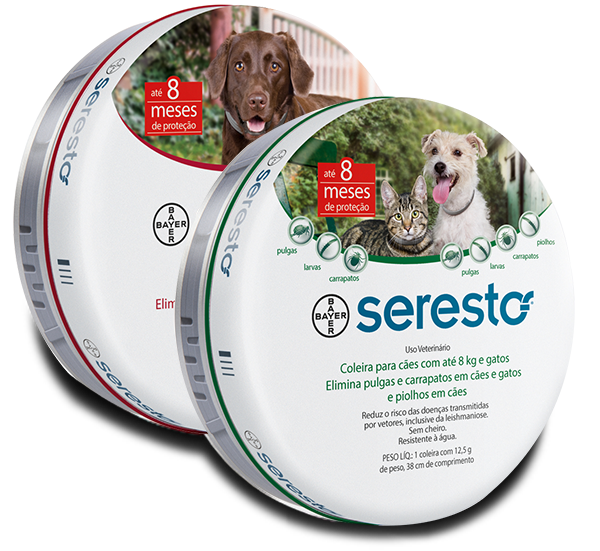 até 8
meses
de proteção
seresto
BAYER
BAYER
Elimi
até 8
meses
de proteção
pulgas
larvas
carrapatos
pulgas
larvas
carrapatos
piolhos
seresto
BAYER
BAYER
seresto
Uso Veterinário
Coleira para cães com até 8 kg e gatos
Elimina pulgas e carrapatos em cães e gatos
e piolhos em cães
Reduz o risco das doenças transmitidas
por vetores, inclusive da leishmaniose.
Sem cheiro.
Resistente à água.
PESO LÍQ.: 1 coleira com 12,5 g
de peso, 38 cm de comprimento